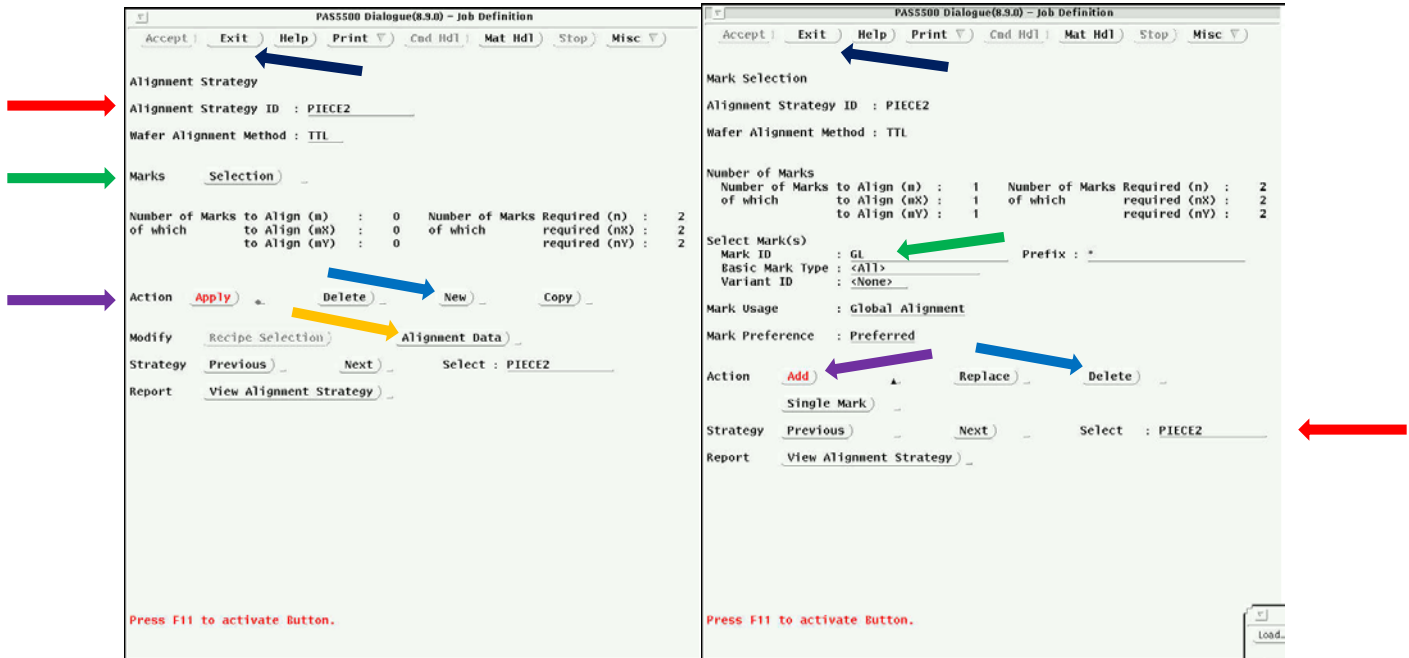 PAS5500 Dialogue(8.9.0) – Job Definition
Accept Exit Help Print Cmd Hdl Mat Hdl Stop Misc
Alignment Strategy
Alignment Strategy ID : PIECE2
Wafer Alignment Method : TTL
Marks Selection
Number of Marks to Align (m) : 0 Number of Marks Required (n) : 2
of which to Align (mX) : 0 of which required (nX) : 2
to Align (mY) : 0 required (nY) : 2
Action Apply Delete New Copy
Modify Recipe Selection Alignment Data
Strategy Previous Next Select : PIECE2
Report View Alignment Strategy
Press F11 to activate Button.
PAS5500 Dialogue(8.9.0) – Job Definition
Accept Exit Help Print Cmd Hdl Mat Hdl Stop Misc
Mark Selection
Alignment Strategy ID : PIECE2
Wafer Alignment Method : TTL
Number of Marks
Number of Marks to Align (m) : 1 Number of Marks Required (n) : 2
of which to Align (mX) : 1 of which required (nX) : 2
to Align (mY) : 1 required (nY) : 2
Select Mark(s)
Mark ID : GL Prefix : *
Basic Mark Type : <All>
Variant ID : <None>
Mark Usage : Global Alignment
Mark Preference : Preferred
Action Add Replace Delete
Single Mark
Strategy Previous Next Select : PIECE2
Report View Alignment Strategy
Press F11 to activate Button.
Load..